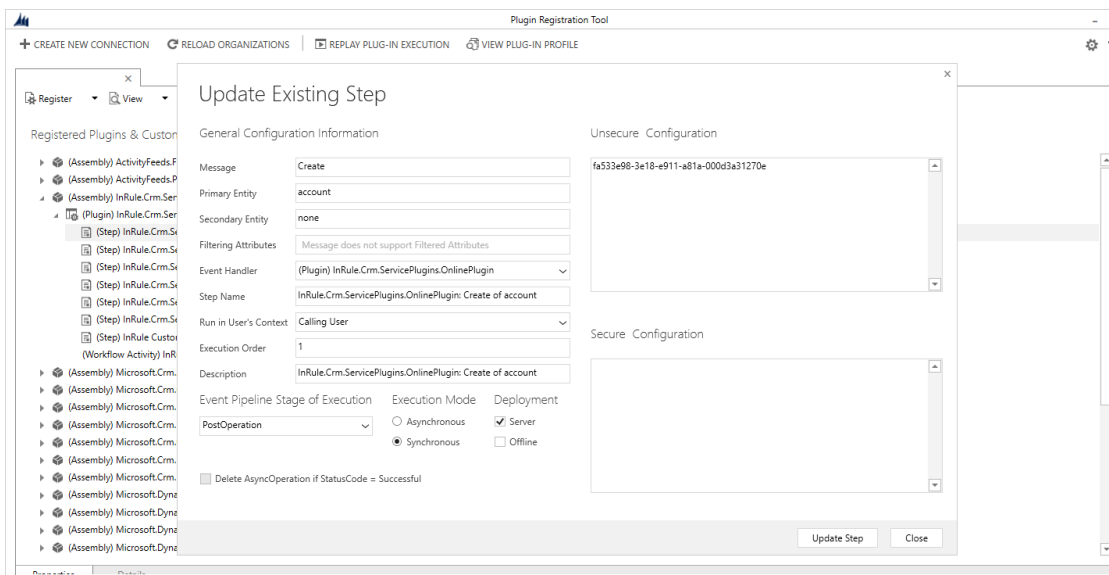 Plugin Registration Tool
CREATE NEW CONNECTION RELOAD ORGANIZATIONS REPLAY PLUG-IN EXECUTION VIEW PLUG-IN PROFILE
Register View
Registered Plugins & Custon
(Assembly) ActivityFeeds.F
(Assembly) ActivityFeeds.P
(Assembly) InRule.Crm.Ser
(Plugin) InRule.Crm.Ser
(Step) InRule.Crm.Se
(Step) InRule.Crm.Se
(Step) InRule.Crm.Se
(Step) InRule.Crm.Se
(Step) InRule.Crm.Se
(Step) InRule.Crm.Se
(Step) InRule Custor
(Workflow Activity) InR
(Assembly) Microsoft.Crm.
(Assembly) Microsoft.Crm.
(Assembly) Microsoft.Crm.
(Assembly) Microsoft.Crm.
(Assembly) Microsoft.Crm.
(Assembly) Microsoft.Crm.
(Assembly) Microsoft.Crm.
(Assembly) Microsoft.Dyna
(Assembly) Microsoft.Dyna
(Assembly) Microsoft.Dyna
(Assembly) Microsoft.Dyna
Update Existing Step
General Configuration Information
Message Create
Primary Entity account
Secondary Entity none
Filtering Attributes Message does not support Filtered Attributes
Event Handler (Plugin) InRule.Crm.ServicePlugins.OnlinePlugin
Step Name InRule.Crm.ServicePlugins.OnlinePlugin: Create of account
Run in User's Context Calling User
Execution Order 1
Description InRule.Crm.ServicePlugins.OnlinePlugin: Create of account
Event Pipeline Stage of Execution Execution Mode Deployment
PostOperation Asynchronous Server
Synchronous Offline
Delete AsyncOperation if StatusCode = Successful
Unsecure Configuration
fa533e98-3e18-e911-a81a-000d3a31270e
Secure Configuration
Update Step Close
Properties Details